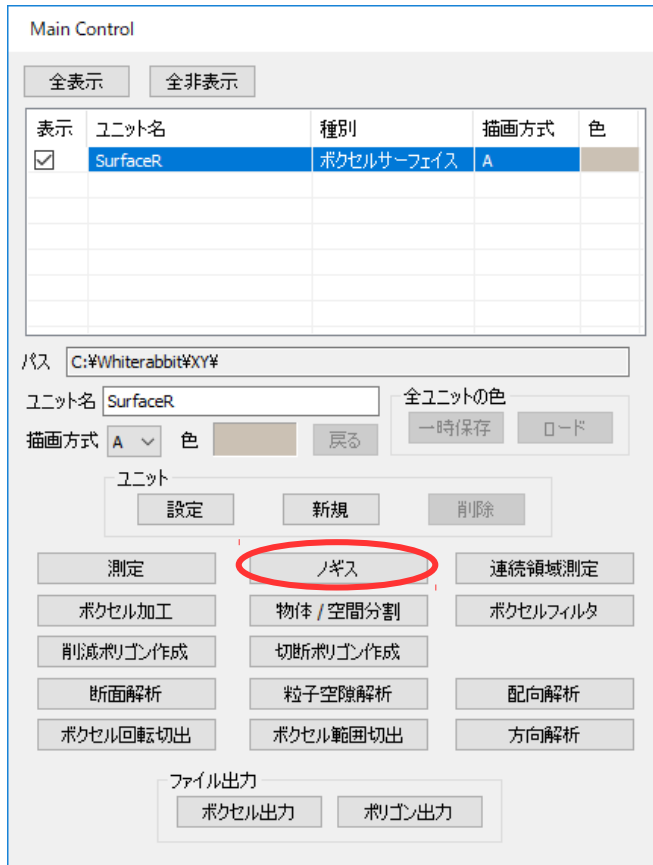 Main Control
全表示 全非表示
表示 ユニット名 種別 描画方式 色
SurfaceR ボクセルサーフェイス A
パス C:¥Whiterabbit¥XY¥
ユニット名 SurfaceR 全ユニットの色
描画方式 A 色 戻る 一時保存 ロード
ユニット
設定 新規 削除
測定 ノギス 連続領域測定
ボクセル加工 物体 / 空間分割 ボクセルフィルタ
削減ポリゴン作成 切断ポリゴン作成
断面解析 粒子空隙解析 配向解析
ボクセル回転切出 ボクセル範囲切出 方向解析
ファイル出力
ボクセル出力 ポリゴン出力